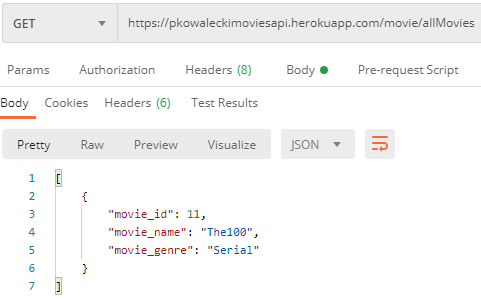 GET https://pkowaleckimoviesapi.herokuapp.com/movie/allMovies
Params Authorization Headers (8) Body Pre-request Script
Body Cookies Headers (6) Test Results
Pretty Raw Preview Visualize JSON
1 [
2 {
3 "movie_id": 11,
4 "movie_name": "The100",
5 "movie_genre": "Serial"
6 }
7 ]